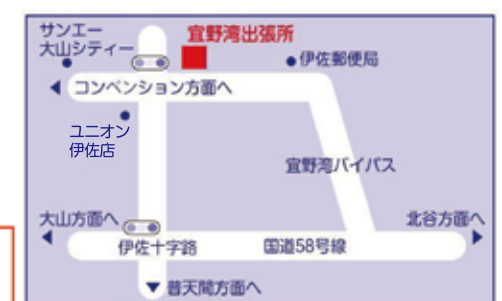 サンエー
大山シティー
宜野湾出張所
伊佐郵便局
コンベンション方面へ
ユニオン
伊佐店
宜野湾バイパス
大山方面へ
北谷方面へ
伊佐十字路
国道58号線
普天間方面へ